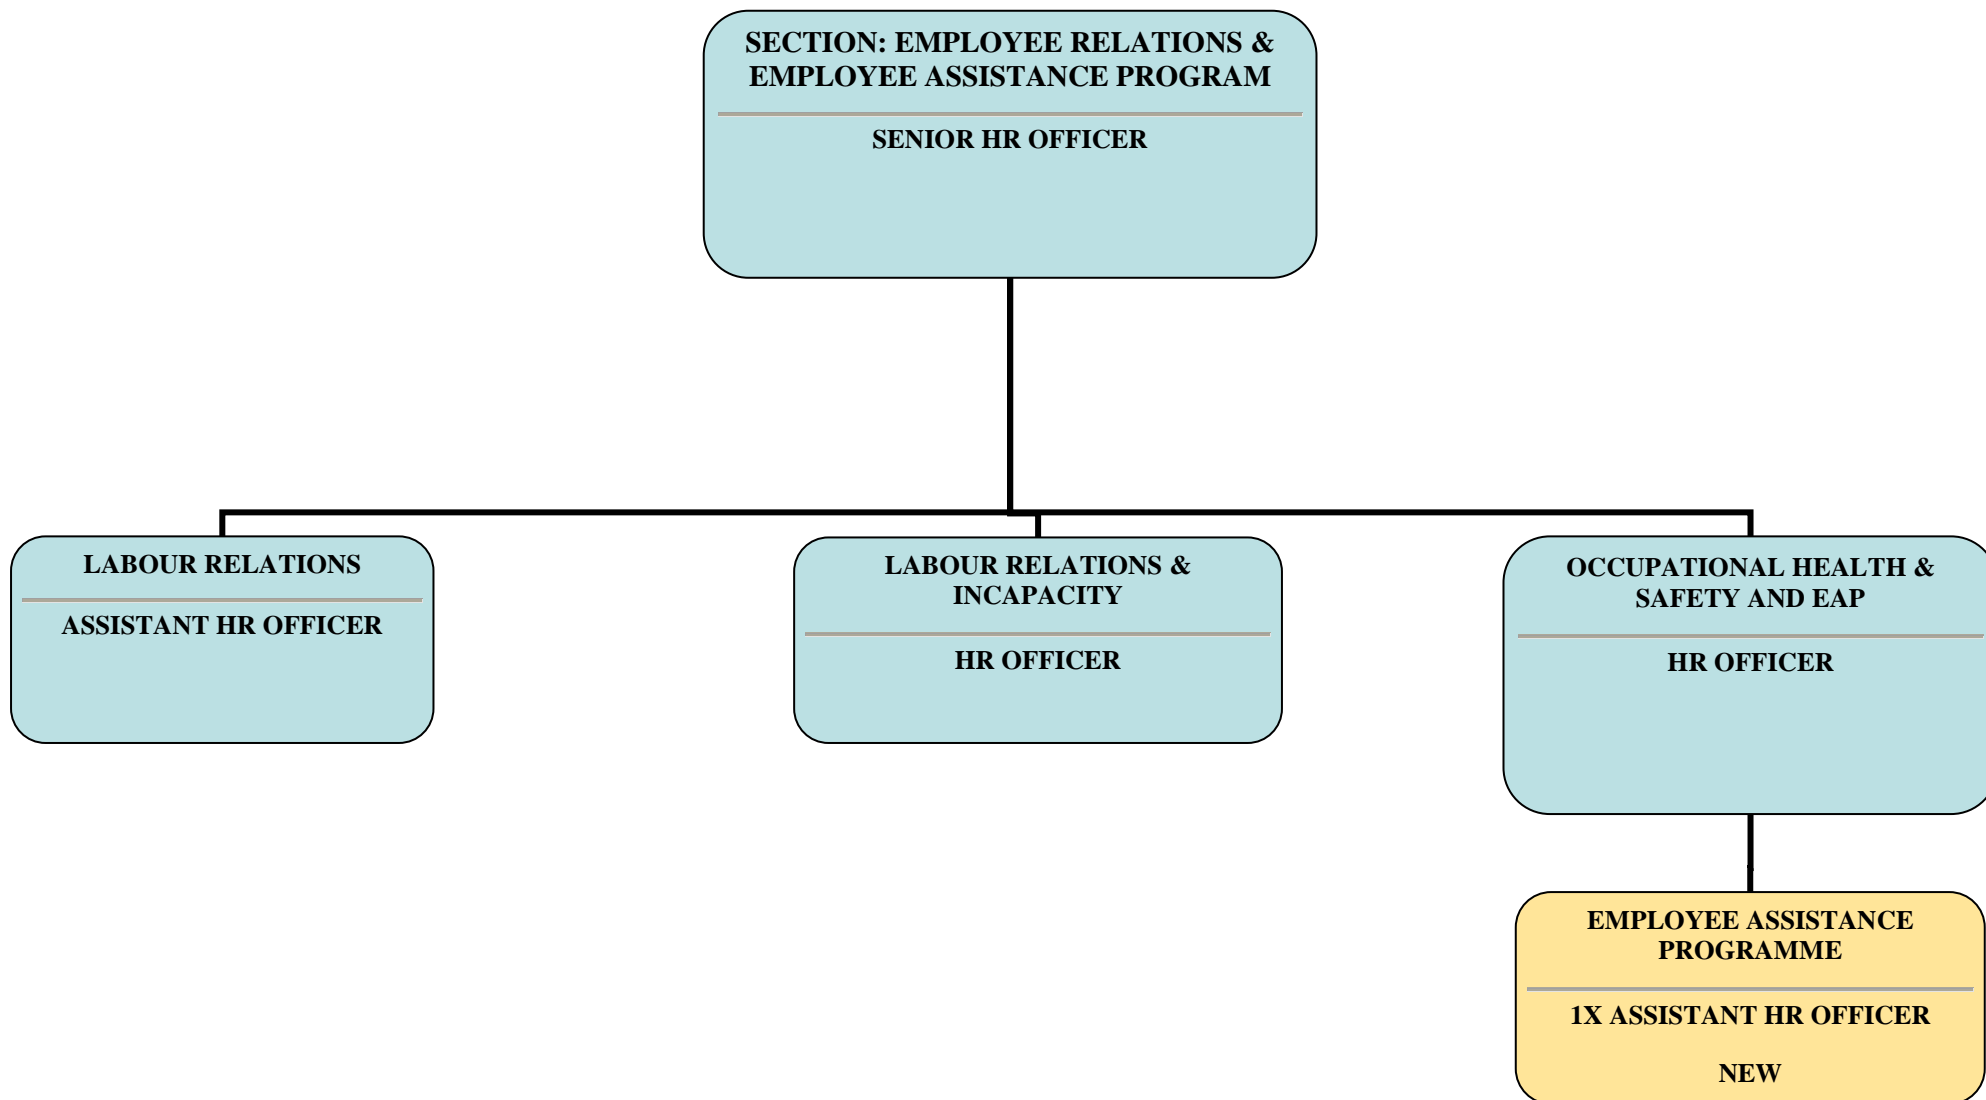 SECTION: EMPLOYEE RELATIONS &
EMPLOYEE ASSISTANCE PROGRAM
SENIOR HR OFFICER
LABOUR RELATIONS
ASSISTANT HR OFFICER
LABOUR RELATIONS &
INCAPACITY
HR OFFICER
OCCUPATIONAL HEALTH &
SAFETY AND EAP
HR OFFICER
EMPLOYEE ASSISTANCE
PROGRAMME
1X ASSISTANT HR OFFICER
NEW